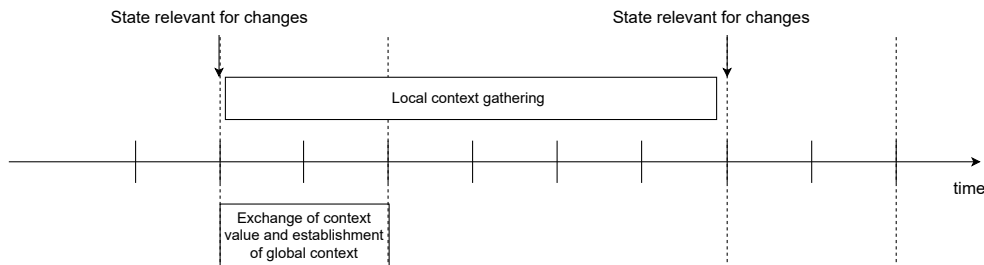 State relevant for changes
State relevant for changes
Local context gathering
time
Exchange of context
value and establishment
of global context